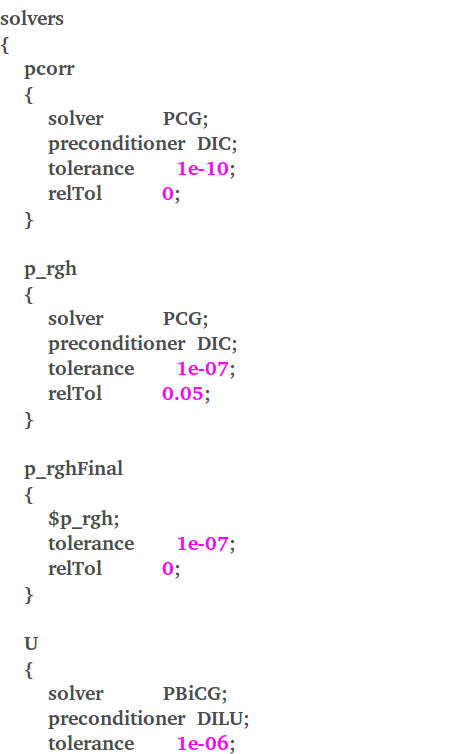 solvers
{
pcorr
{
solver PCG;
preconditioner DIC;
tolerance 1e-10;
relTol 0;
}
p_rgh
{
solver PCG;
preconditioner DIC;
tolerance 1e-07;
relTol 0.05;
}
p_rghFinal
{
$p_rgh;
tolerance 1e-07;
relTol 0;
}
U
{
solver PBiCG;
preconditioner DILU;
tolerance 1e-06;